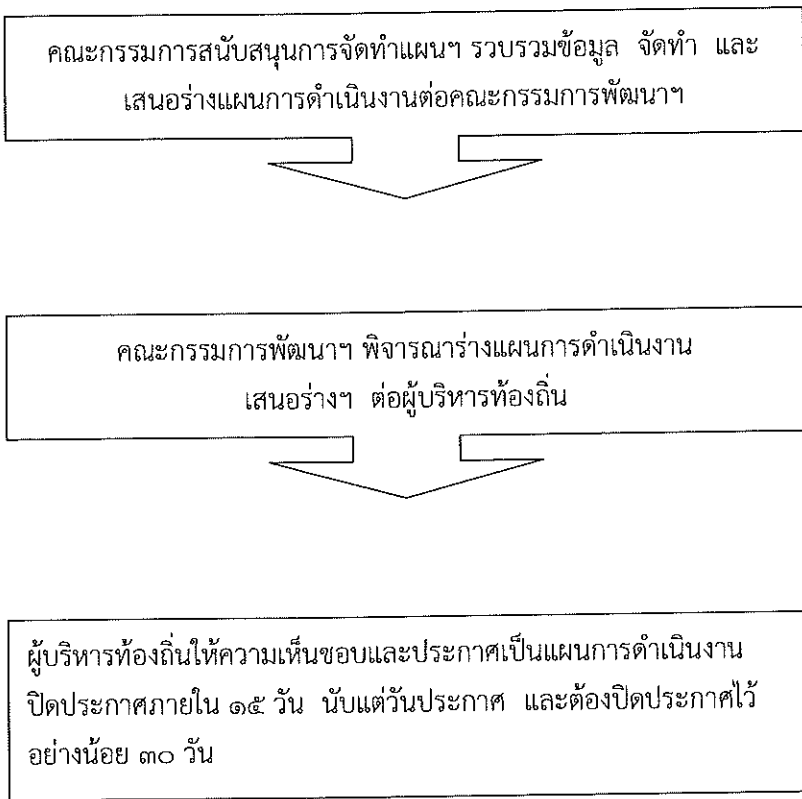 คณะกรรมการสนับสนุนการจัดทำแผนฯ รวบรวมข้อมูล จัดทำ และ
เสนอร่างแผนการดำเนินงานต่อคณะกรรมการพัฒนาฯ
คณะกรรมการพัฒนาฯ พิจารณาร่างแผนการดำเนินงาน
เสนอร่างฯ ต่อผู้บริหารท้องถิ่น
ผู้บริหารท้องถิ่นให้ความเห็นชอบและประกาศเป็นแผนการดำเนินงาน
ปิดประกาศภายใน ๑๕ วัน นับแต่วันประกาศ และต้องปิดประกาศไว้
อย่างน้อย ๓๐ วัน